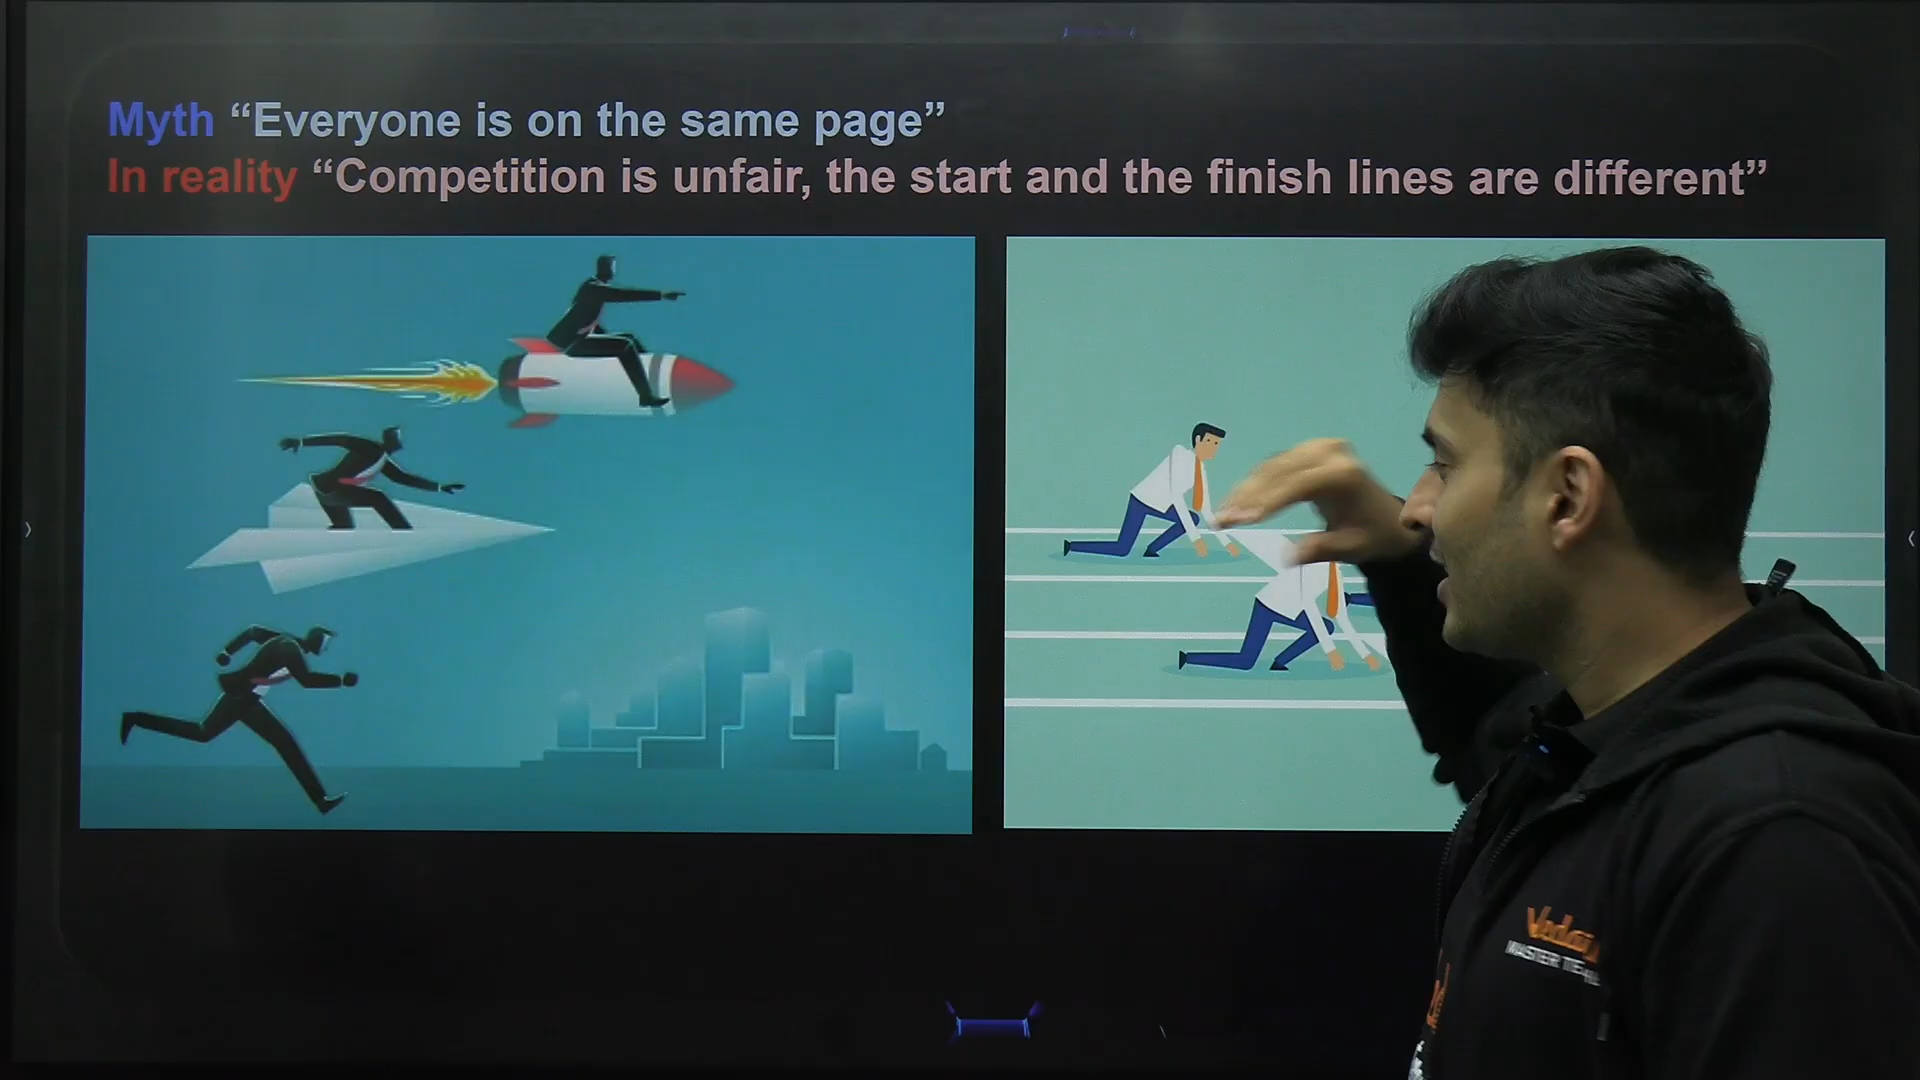 Myth “Everyone is on the same page”
In reality “Competition is unfair, the start and the finish lines are different”
MASTER